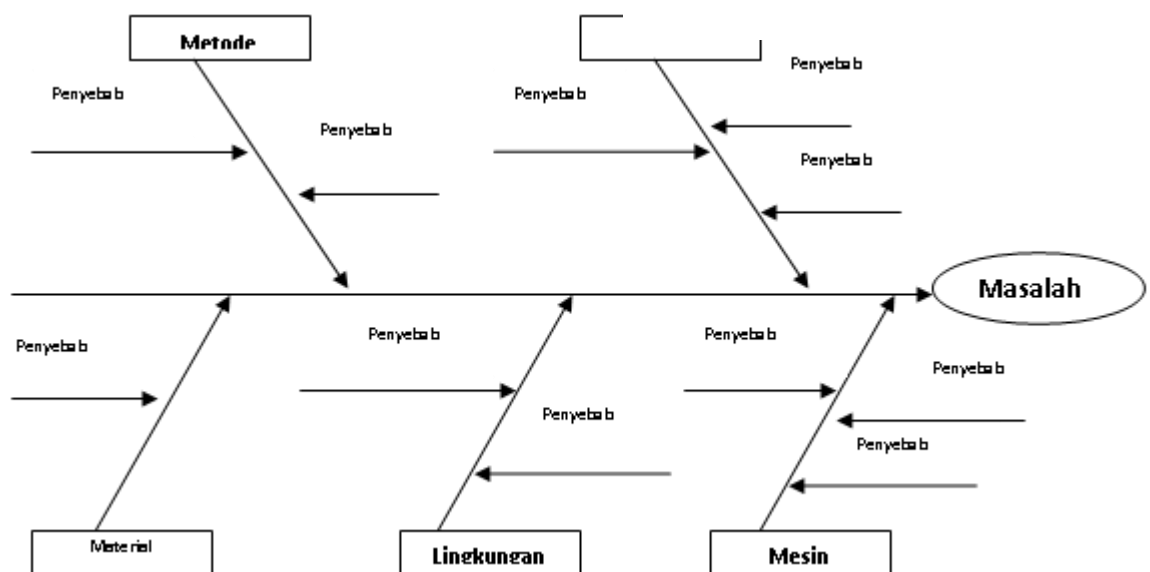 Metode
Penyebab
Penyebab
Penyebab
Penyebab
Penyebab
Masalah
Penyebab
Penyebab
Penyebab
Penyebab
Penyebab
Penyebab
Material
Lingkungan
Mesin